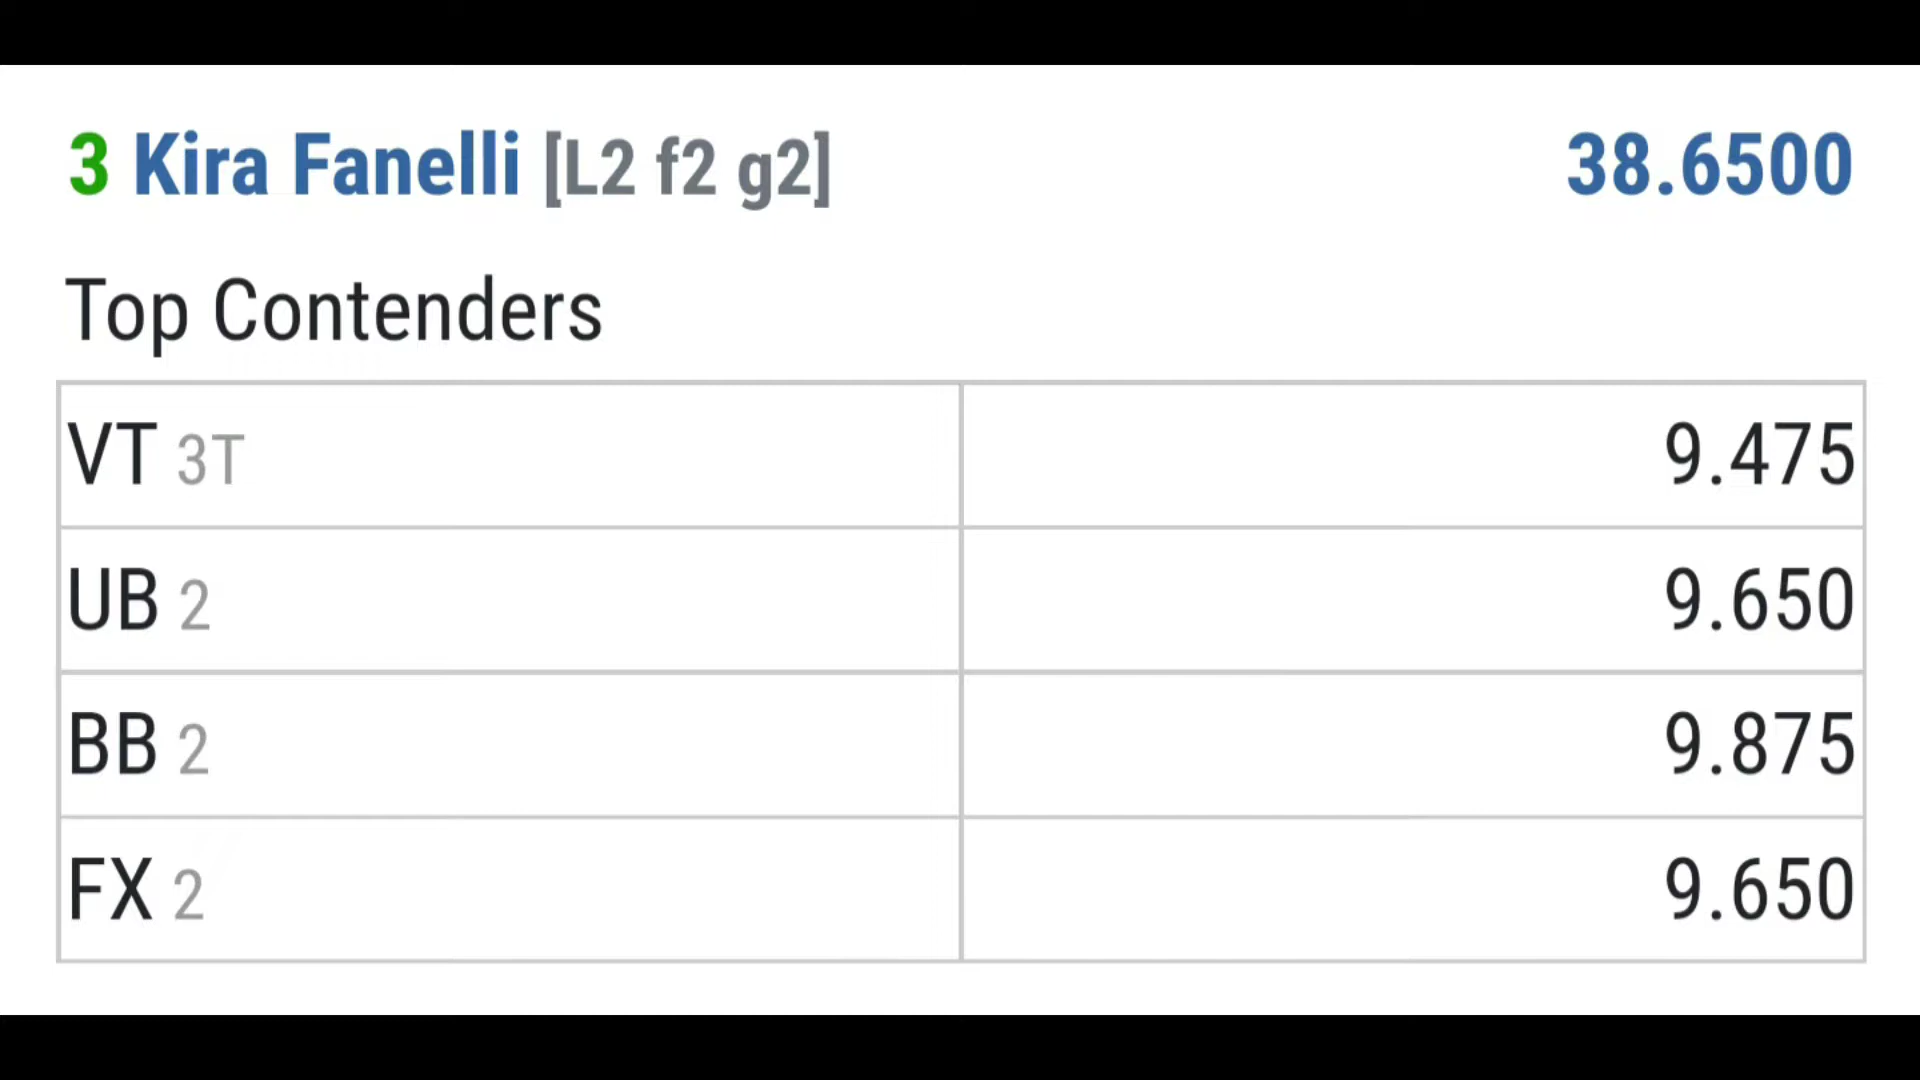 3 Kira Fanelli [L2 f2 g2] 38.6500
Top Contenders
VT 3T 9.475
UB 2 9.650
BB 2 9.875
FX 2 9.650